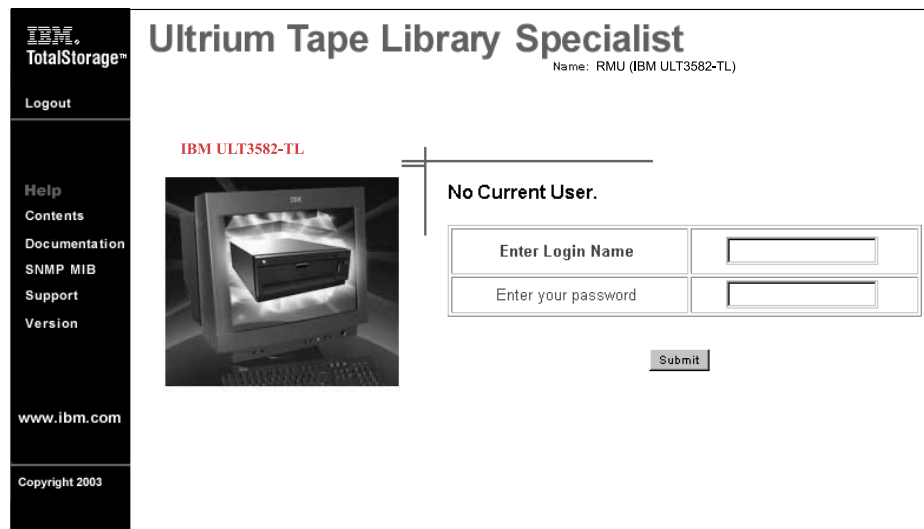 IBM.
TotalStorage™
Logout
Help
Contents
Documentation
SNMP MIB
Support
Version
www.ibm.com
Copyright 2003
Ultrium Tape Library Specialist
Name: RMU (IBM ULT3582-TL)
IBM ULT3582-TL
IBM
No Current User.
Enter Login Name
Enter your password
Submit